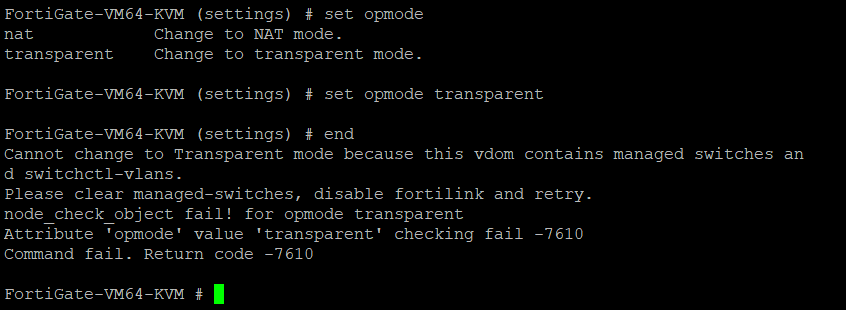 FortiGate-VM64-KVM (settings) # set opmode
nat            Change to NAT mode.
transparent    Change to transparent mode.
FortiGate-VM64-KVM (settings) # set opmode transparent
FortiGate-VM64-KVM (settings) # end
Cannot change to Transparent mode because this vdom contains managed switches an
d switchctl-vlans.
Please clear managed-switches, disable fortilink and retry.
node_check_object fail! for opmode transparent
Attribute 'opmode' value 'transparent' checking fail -7610
Command fail. Return code -7610
FortiGate-VM64-KVM #